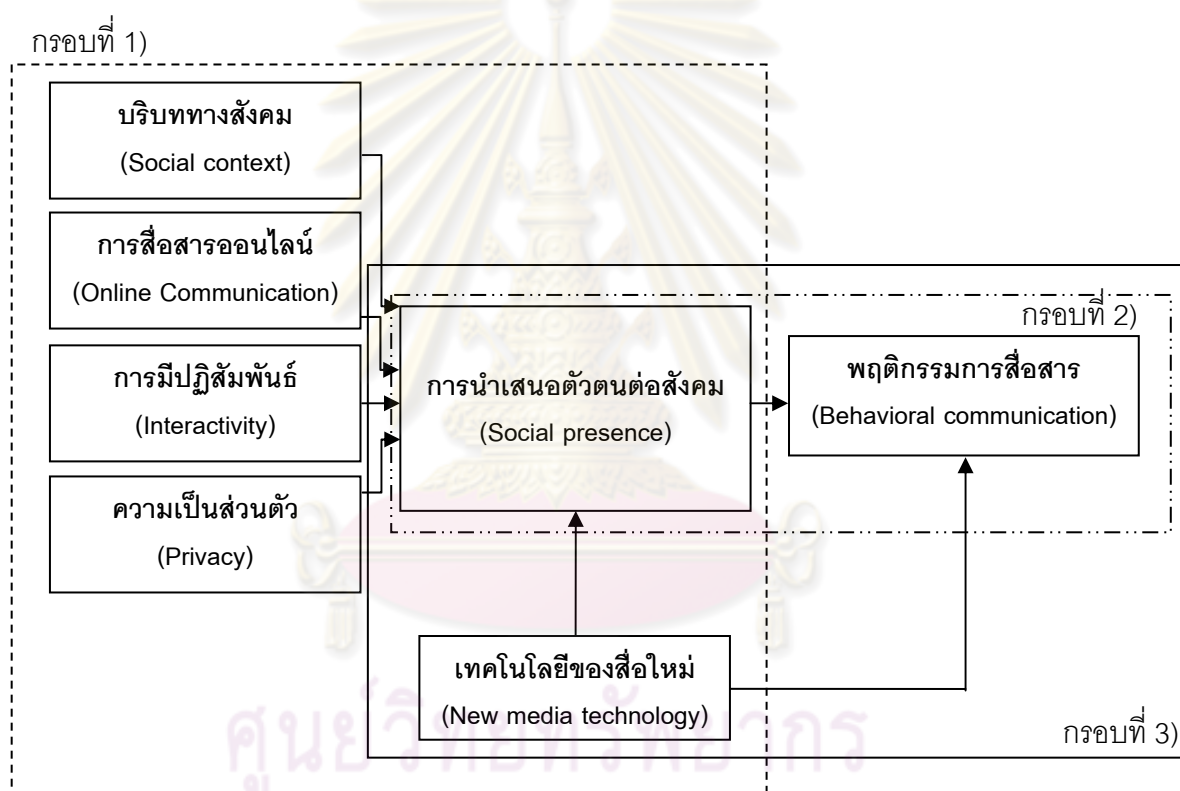 กรอบที่ 1)
บริบททางสังคม
(Social context)
การสื่อสารออนไลน์
(Online Communication)
การมีปฏิสัมพันธ์
(Interactivity)
ความเป็นส่วนตัว
(Privacy)
การนำเสนอตัวตนต่อสังคม
(Social presence)
กรอบที่ 2)
พฤติกรรมการสื่อสาร
(Behavioral communication)
เทคโนโลยีของสื่อใหม่
(New media technology)
กรอบที่ 3)
ศูนย์วิทยทรัพยากร